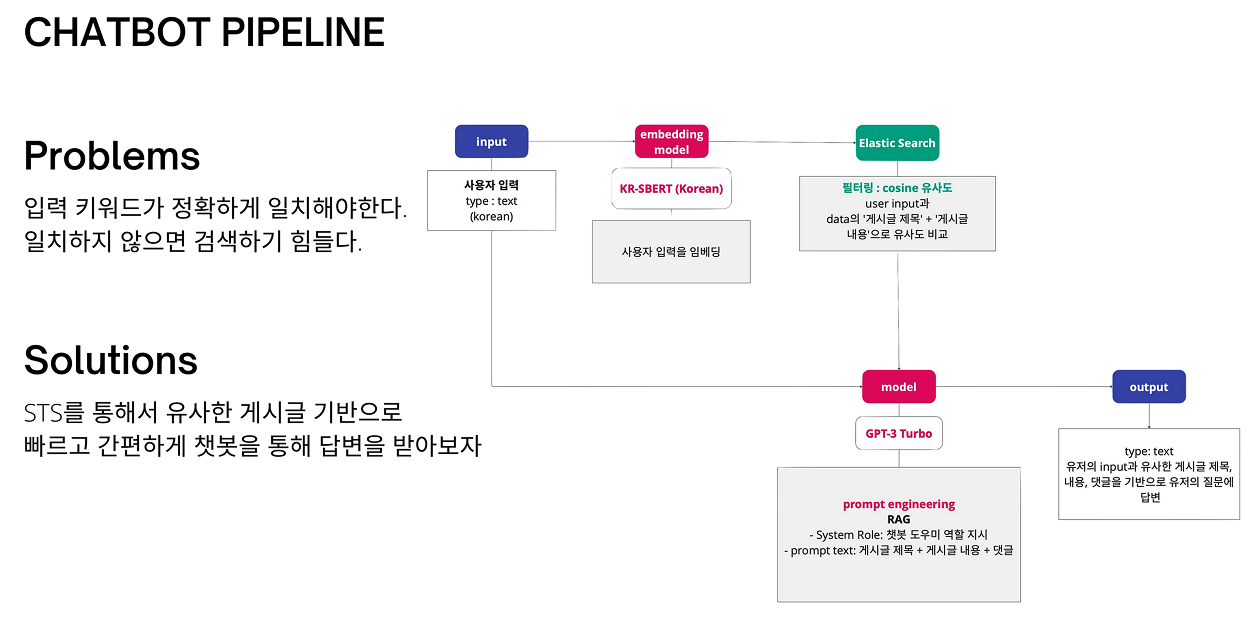 CHATBOT PIPELINE
Problems
입력 키워드가 정확하게 일치해야한다.
일치하지 않으면 검색하기 힘들다.
Solutions
STS를 통해서 유사한 게시글 기반으로
빠르고 간편하게 챗봇을 통해 답변을 받아보자
input
사용자 입력
type : text
(korean)
embedding
model
KR-SBERT (Korean)
사용자 입력을 임베딩
Elastic Search
필터링 : cosine 유사도
user input과
data의 '게시글 제목' + '게시글
내용'으로 유사도 비교
model
GPT-3 Turbo
prompt engineering
RAG
- System Role: 챗봇 도우미 역할 지시
- prompt text: 게시글 제목 + 게시글 내용 + 댓글
output
type: text
유저의 input과 유사한 게시글 제목,
내용, 댓글을 기반으로 유저의 질문에
답변